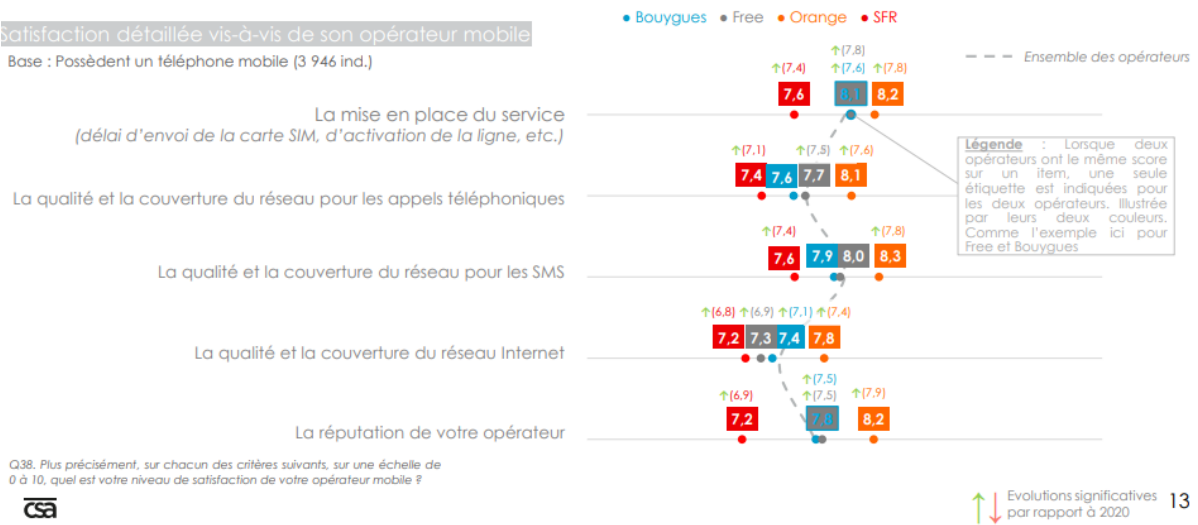 ● Bouygues ● Free ● Orange ● SFR
Satisfaction détaillée vis-à-vis de son opérateur mobile
Base : Possèdent un téléphone mobile (3 946 ind.)
Ensemble des opérateurs
↑(7,8)
↑(7,4) ↑(7,6) ↑(7,8)
7,6 8,1 8,2
La mise en place du service
(délai d’envoi de la carte SIM, d’activation de la ligne, etc.)
Légende : Lorsque deux
opérateurs ont le même score
sur un item, une seule
étiquette est indiquées pour
les deux opérateurs. Illustrée
par leurs deux couleurs.
Comme l’exemple ici pour
Free et Bouygues
↑(7,1) ↑(7,5) ↑(7,6)
7,4 7,6 7,7 8,1
La qualité et la couverture du réseau pour les appels téléphoniques
↑(7,4) ↑(7,8)
7,6 7,9 8,0 8,3
La qualité et la couverture du réseau pour les SMS
↑(6,8) ↑(6,9) ↑(7,1) ↑(7,4)
7,2 7,3 7,4 7,8
La qualité et la couverture du réseau Internet
↑(7,5)
↑(6,9) ↑(7,5) ↑(7,9)
7,2 7,8 8,2
La réputation de votre opérateur
Q38. Plus précisément, sur chacun des critères suivants, sur une échelle de
0 à 10, quel est votre niveau de satisfaction de votre opérateur mobile ?
csa
↑↓ Evolutions significatives
par rapport à 2020
13